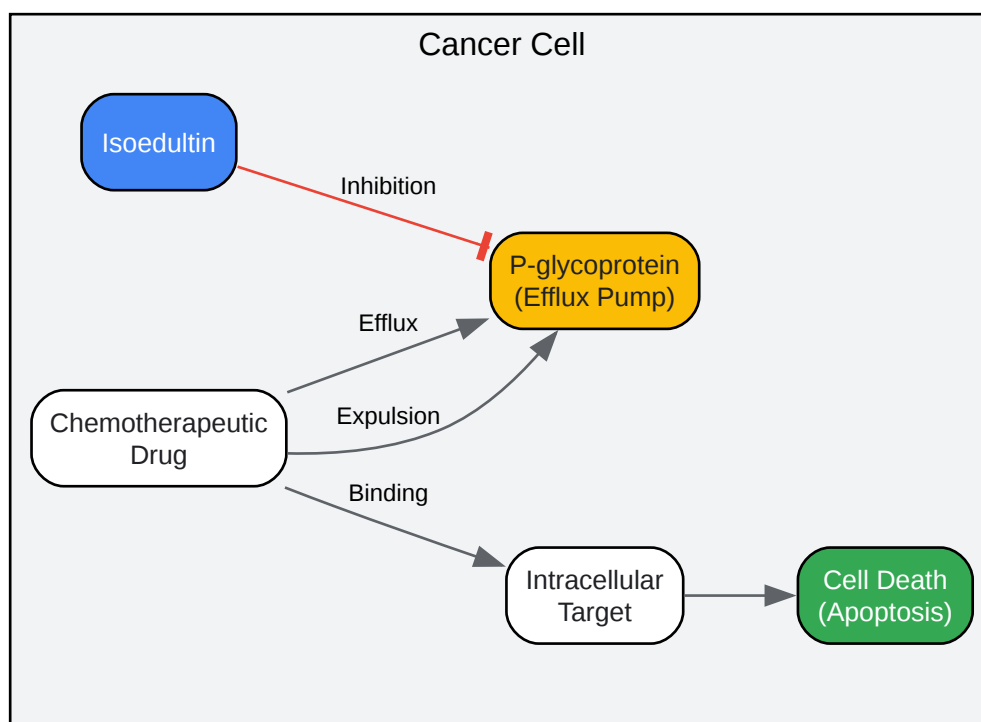 Cancer Cell
Isoedultin
Inhibition
P-glycoprotein
(Efflux Pump)
Efflux
Chemotherapeutic
Drug
Expulsion
Binding
Intracellular
Target
Cell Death
(Apoptosis)